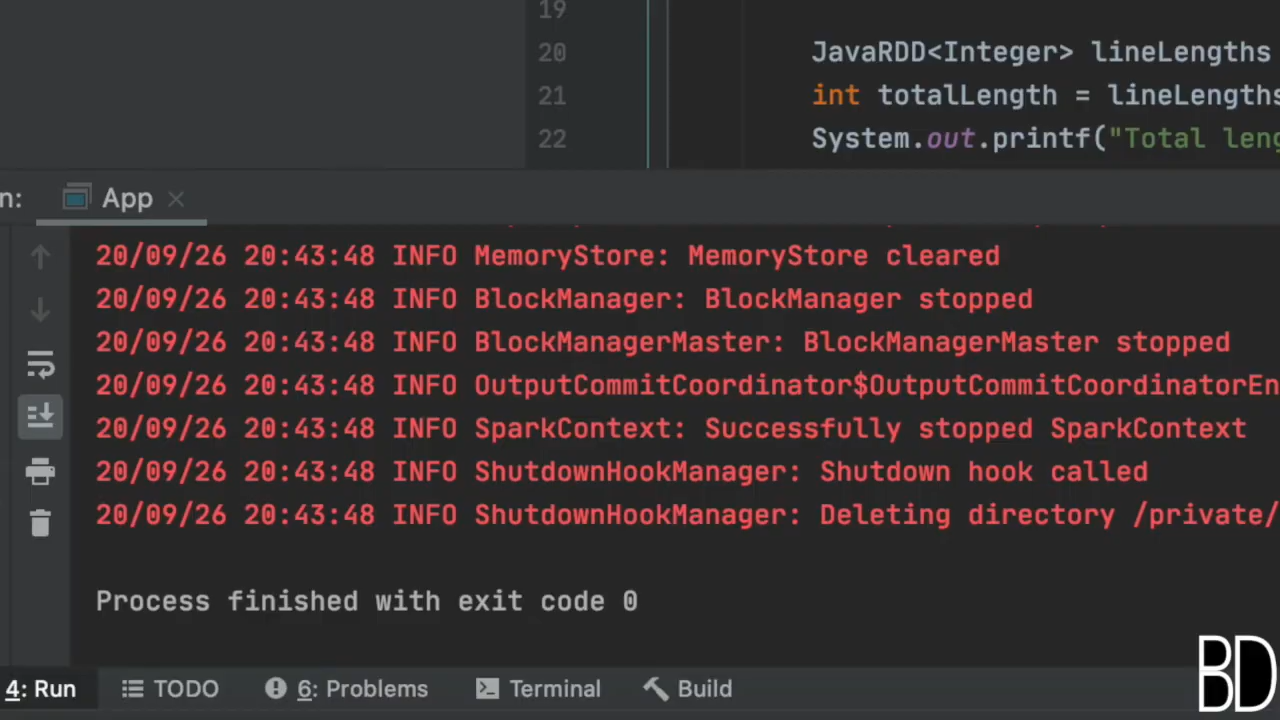 19
20 JavaRDD<Integer> lineLengths
21 int totalLength = lineLengths
22 System.out.printf("Total leng
n: App
20/09/26 20:43:48 INFO MemoryStore: MemoryStore cleared
20/09/26 20:43:48 INFO BlockManager: BlockManager stopped
20/09/26 20:43:48 INFO BlockManagerMaster: BlockManagerMaster stopped
20/09/26 20:43:48 INFO OutputCommitCoordinator$OutputCommitCoordinatorEn
20/09/26 20:43:48 INFO SparkContext: Successfully stopped SparkContext
20/09/26 20:43:48 INFO ShutdownHookManager: Shutdown hook called
20/09/26 20:43:48 INFO ShutdownHookManager: Deleting directory /private/
Process finished with exit code 0
4: Run TODO 6: Problems Terminal Build
BD